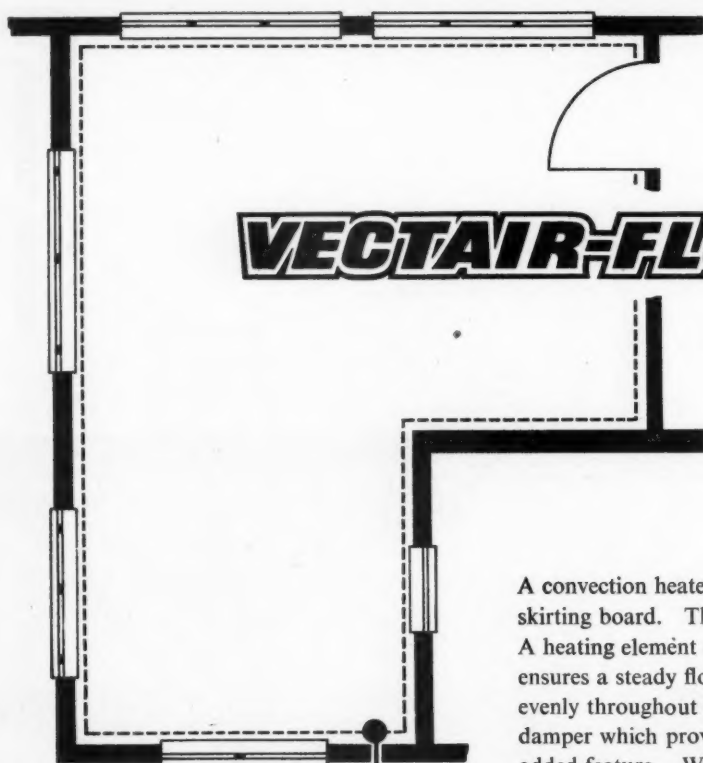 VECTAIR-FL
A convection heate
skirting board. Th
A heating element
ensures a steady flo
evenly throughout
damper which prov
added feature. W